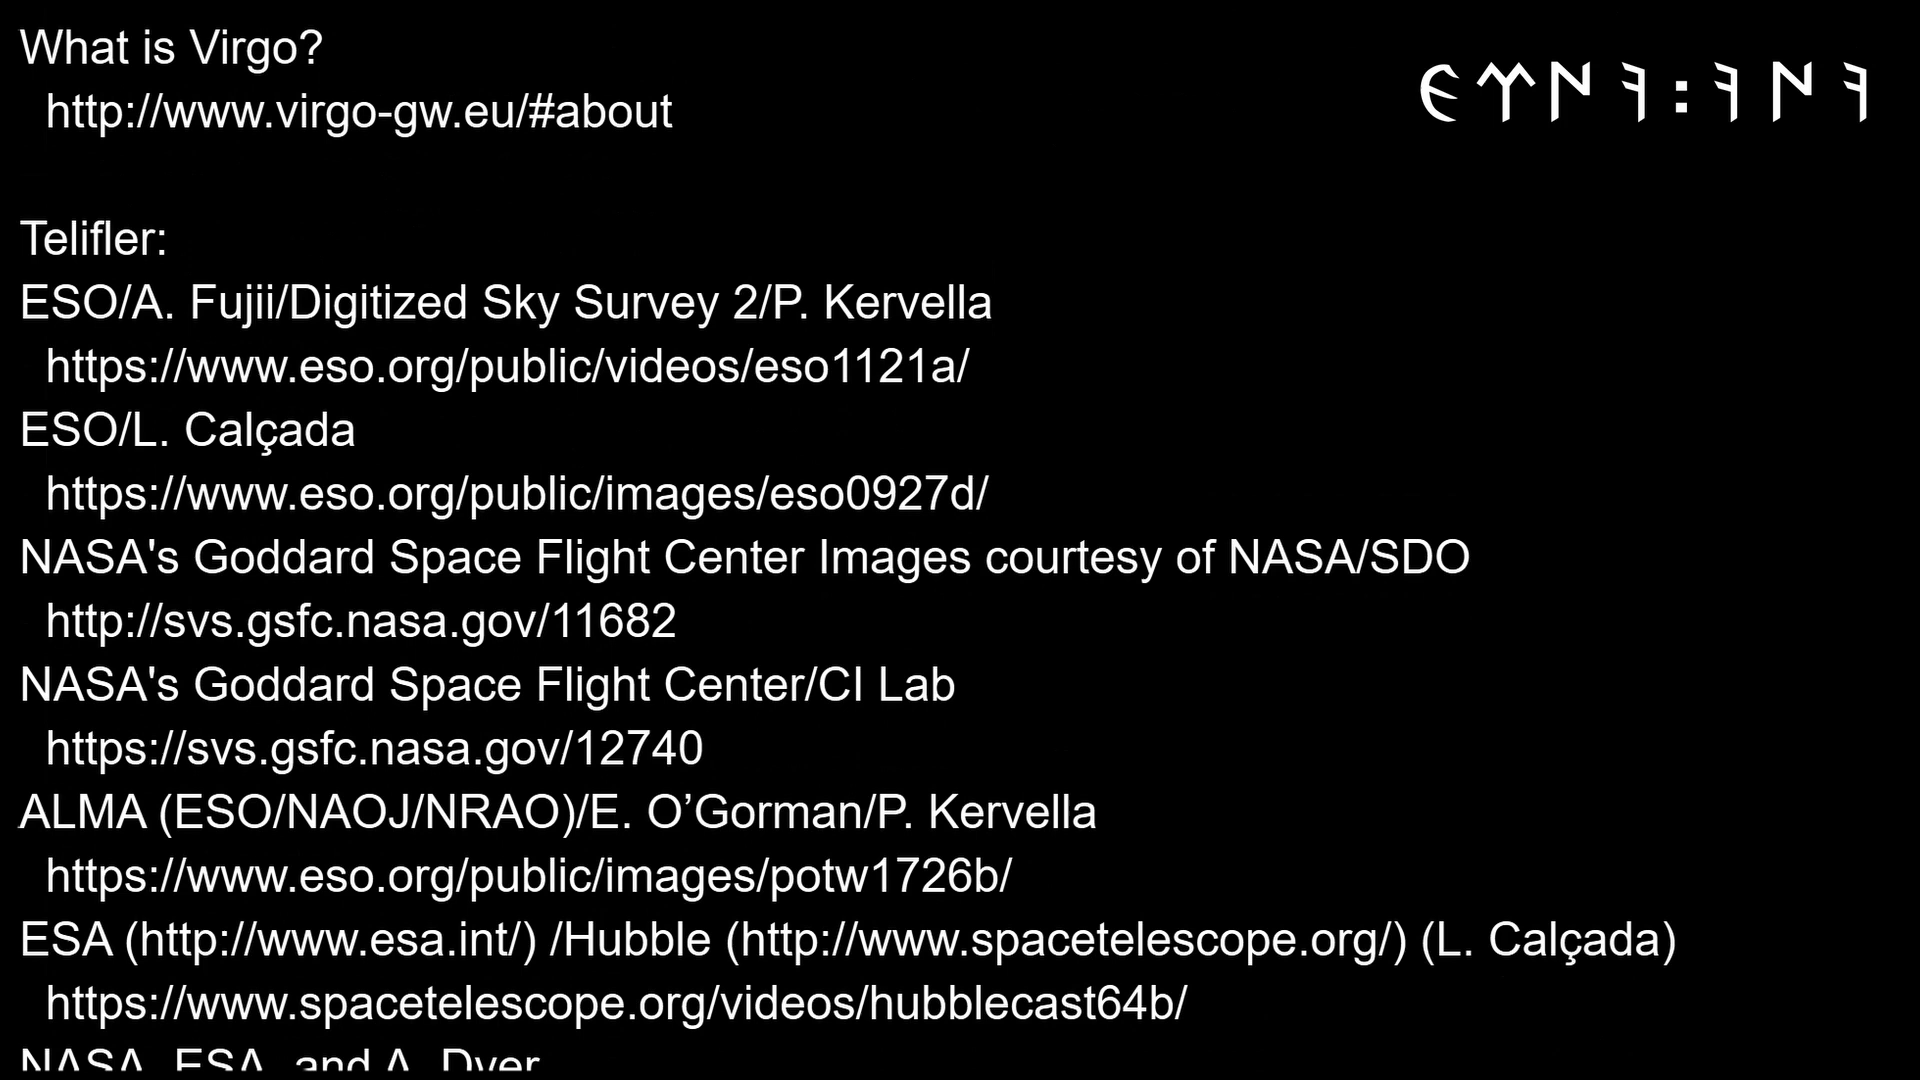 What is Virgo?
http://www.virgo-gw.eu/#about
Telifler:
ESO/A. Fujii/Digitized Sky Survey 2/P. Kervella
https://www.eso.org/public/videos/eso1121a/
ESO/L. Calçada
https://www.eso.org/public/images/eso0927d/
NASA's Goddard Space Flight Center Images courtesy of NASA/SDO
http://svs.gsfc.nasa.gov/11682
NASA's Goddard Space Flight Center/CI Lab
https://svs.gsfc.nasa.gov/12740
ALMA (ESO/NAOJ/NRAO)/E. O’Gorman/P. Kervella
https://www.eso.org/public/images/potw1726b/
ESA (http://www.esa.int/) /Hubble (http://www.spacetelescope.org/) (L. Calçada)
https://www.spacetelescope.org/videos/hubblecast64b/
NASA, ESA, and A. Dyer